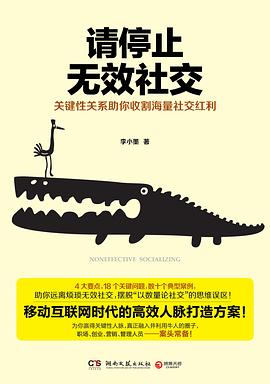 请停止
无效社交
关键性关系助你收割海量社交红利
李小墨 著
NONEFFECTIVE SOCIALIZING
4大要点、18个关键问题，数十个典型案例，
助你远离烦琐无效社交，摆脱“以数量论社交”的思维误区！
移动互联网时代的高效人脉打造方案！
为你赢得关键性人脉，真正融入并利用牛人的圈子，
职场、创业、营销、管理人员——案头常备！
湖南文艺出版社
博集天卷